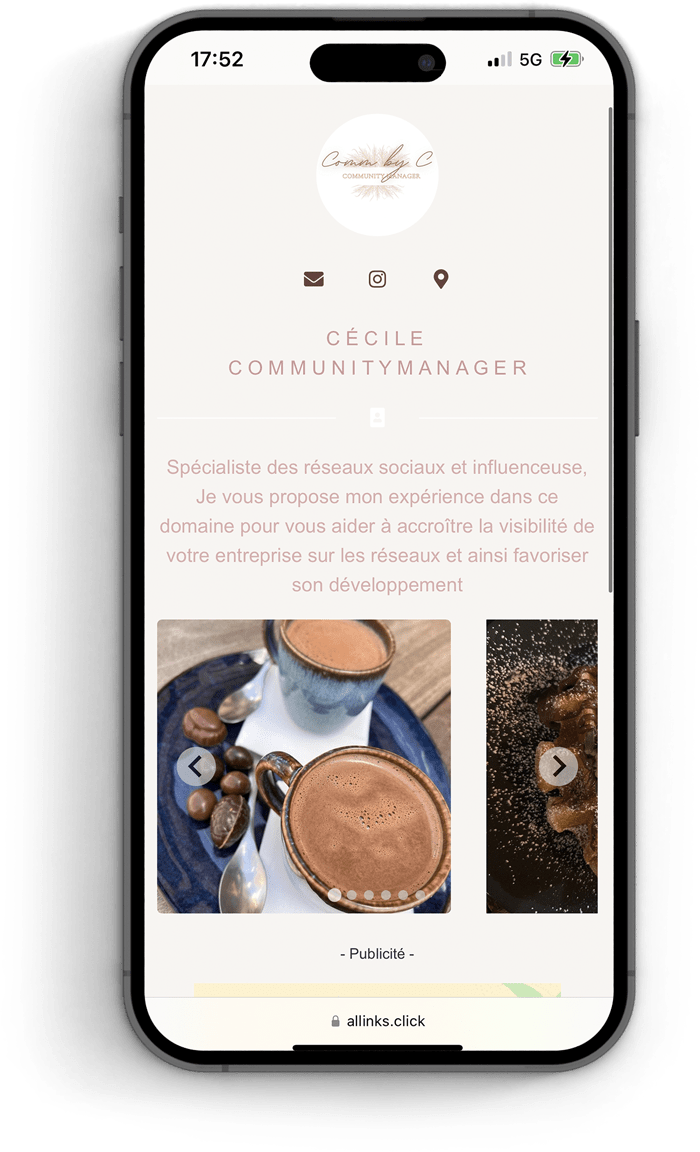 17:52
5G
Comm by C
COMMUNITY MANAGER
CÉCILE
COMMUNITYMANAGER
Spécialiste des réseaux sociaux et influenceuse,
Je vous propose mon expérience dans ce
domaine pour vous aider à accroître la visibilité de
votre entreprise sur les réseaux et ainsi favoriser
son développement
- Publicité -
allinks.click